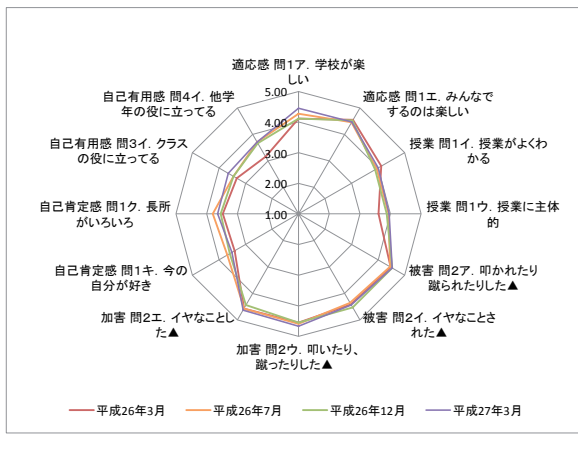 適応感 問1ア. 学校が楽
しい
適応感 問1エ. みんなで
するのは楽しい
授業 問1イ. 授業がよくわ
かる
授業 問1ウ. 授業に主体
的
被害 問2ア. 叩かれたり
蹴られたりした▲
被害 問2イ. イヤなことさ
れた▲
加害 問2ウ. 叩いたり、
蹴ったりした▲
加害 問2エ. イヤなことし
た▲
自己肯定感 問1キ. 今の
自分が好き
自己肯定感 問1ク. 長所
がいろいろ
自己有用感 問3イ. クラス
の役に立ってる
自己有用感 問4イ. 他学
年の役に立ってる
5.00
4.00
3.00
2.00
1.00
平成26年3月
平成26年7月
平成26年12月
平成27年3月